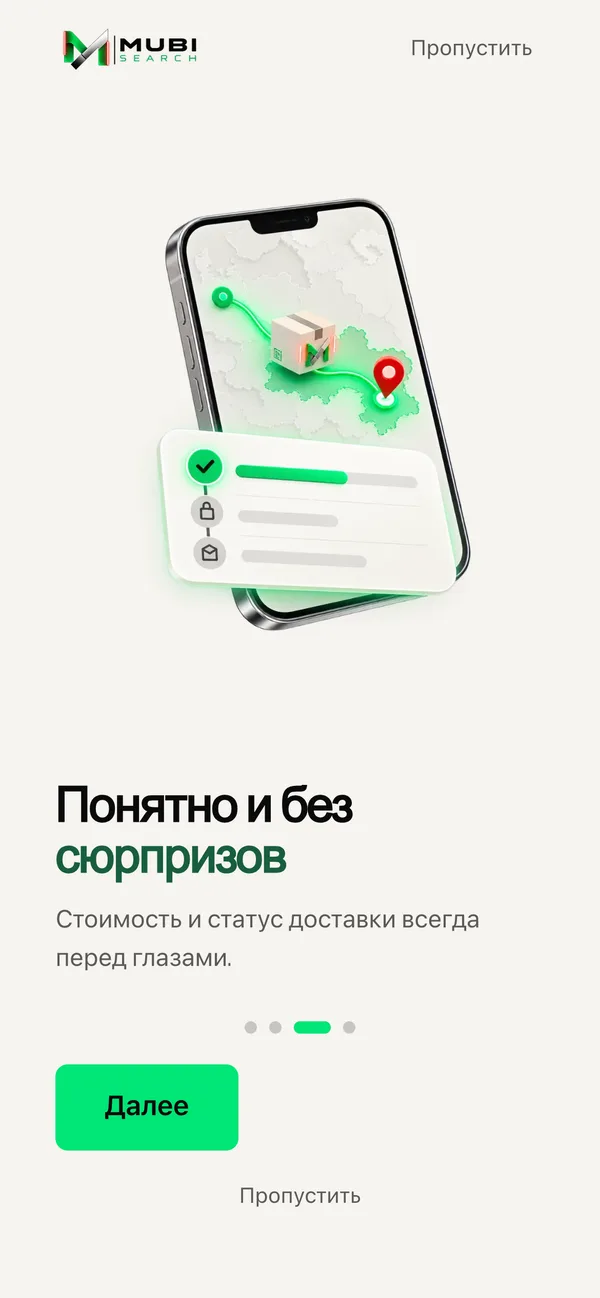 MUBI
SEARCH
Пропустить
Понятно и без
сюрпризов
Стоимость и статус доставки всегда
перед глазами.
Далее
Пропустить